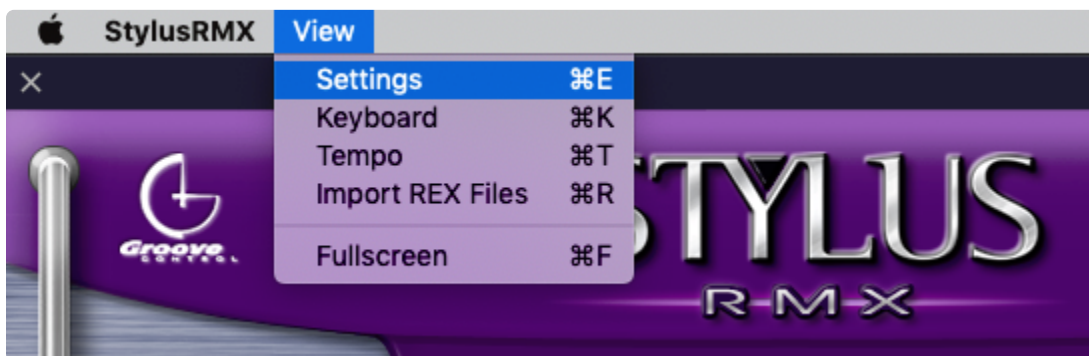 StylusRMX View
Settings ⌘E
Keyboard ⌘K
Tempo ⌘T
Import REX Files ⌘R
Fullscreen ⌘F
Groove
CONTROL
STYLUS
RMX